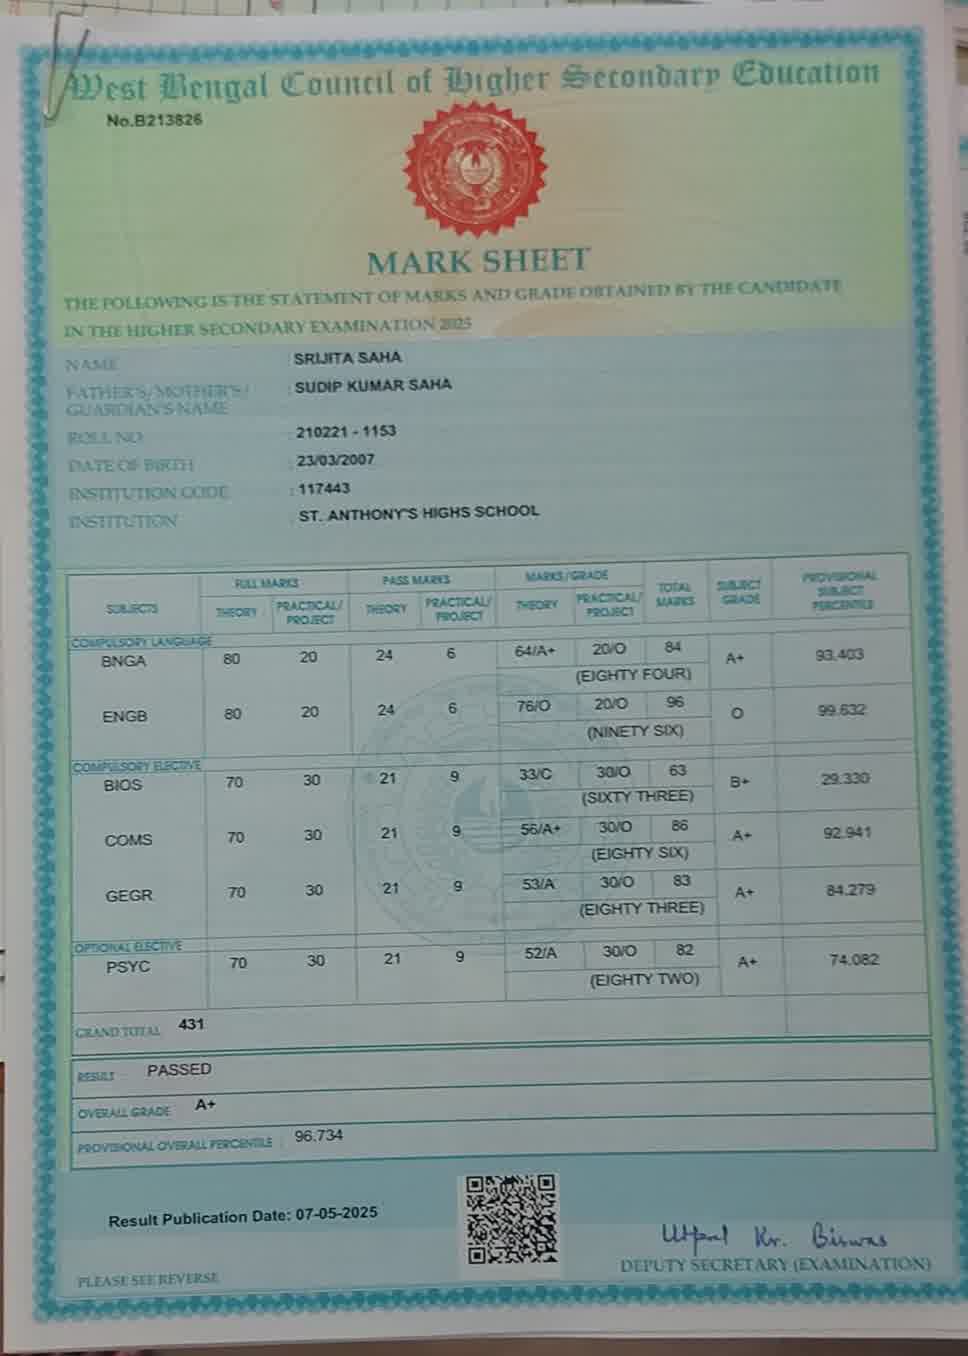 West Bengal Council of Higher Secondary Education
No.B213826
MARK SHEET
THE FOLLOWING IS THE STATEMENT OF MARKS AND GRADE OBTAINED BY THE CANDIDATE
IN THE HIGHER SECONDARY EXAMINATION 2025
NAME : SRIJITA SAHA
FATHER'S/MOTHER'S/ GUARDIAN'S NAME : SUDIP KUMAR SAHA
ROLL NO : 210221 - 1153
DATE OF BIRTH : 23/03/2007
INSTITUTION CODE : 117443
INSTITUTION : ST. ANTHONY'S HIGHS SCHOOL
SUBJECTS FULL MARKS PASS MARKS MARKS/GRADE TOTAL MARKS SUBJECT GRADE PROVISIONAL SUBJECT PERCENTILE
THEORY PRACTICAL/PROJECT THEORY PRACTICAL/PROJECT THEORY PRACTICAL/PROJECT
COMPULSORY LANGUAGE
BNGA 80 20 24 6 64/A+ 20/O 84 A+ 93.403
(EIGHTY FOUR)
ENGB 80 20 24 6 76/O 20/O 96 O 99.632
(NINETY SIX)
COMPULSORY ELECTIVE
BIOS 70 30 21 9 33/C 30/O 63 B+ 29.330
(SIXTY THREE)
COMS 70 30 21 9 56/A+ 30/O 86 A+ 92.941
(EIGHTY SIX)
GEGR 70 30 21 9 53/A 30/O 83 A+ 84.279
(EIGHTY THREE)
OPTIONAL ELECTIVE
PSYC 70 30 21 9 52/A 30/O 82 A+ 74.082
(EIGHTY TWO)
GRAND TOTAL 431
RESULT PASSED
OVERALL GRADE A+
PROVISIONAL OVERALL PERCENTILE : 96.734
Result Publication Date: 07-05-2025
Utpal Kr. Biswas
DEPUTY SECRETARY (EXAMINATION)
PLEASE SEE REVERSE